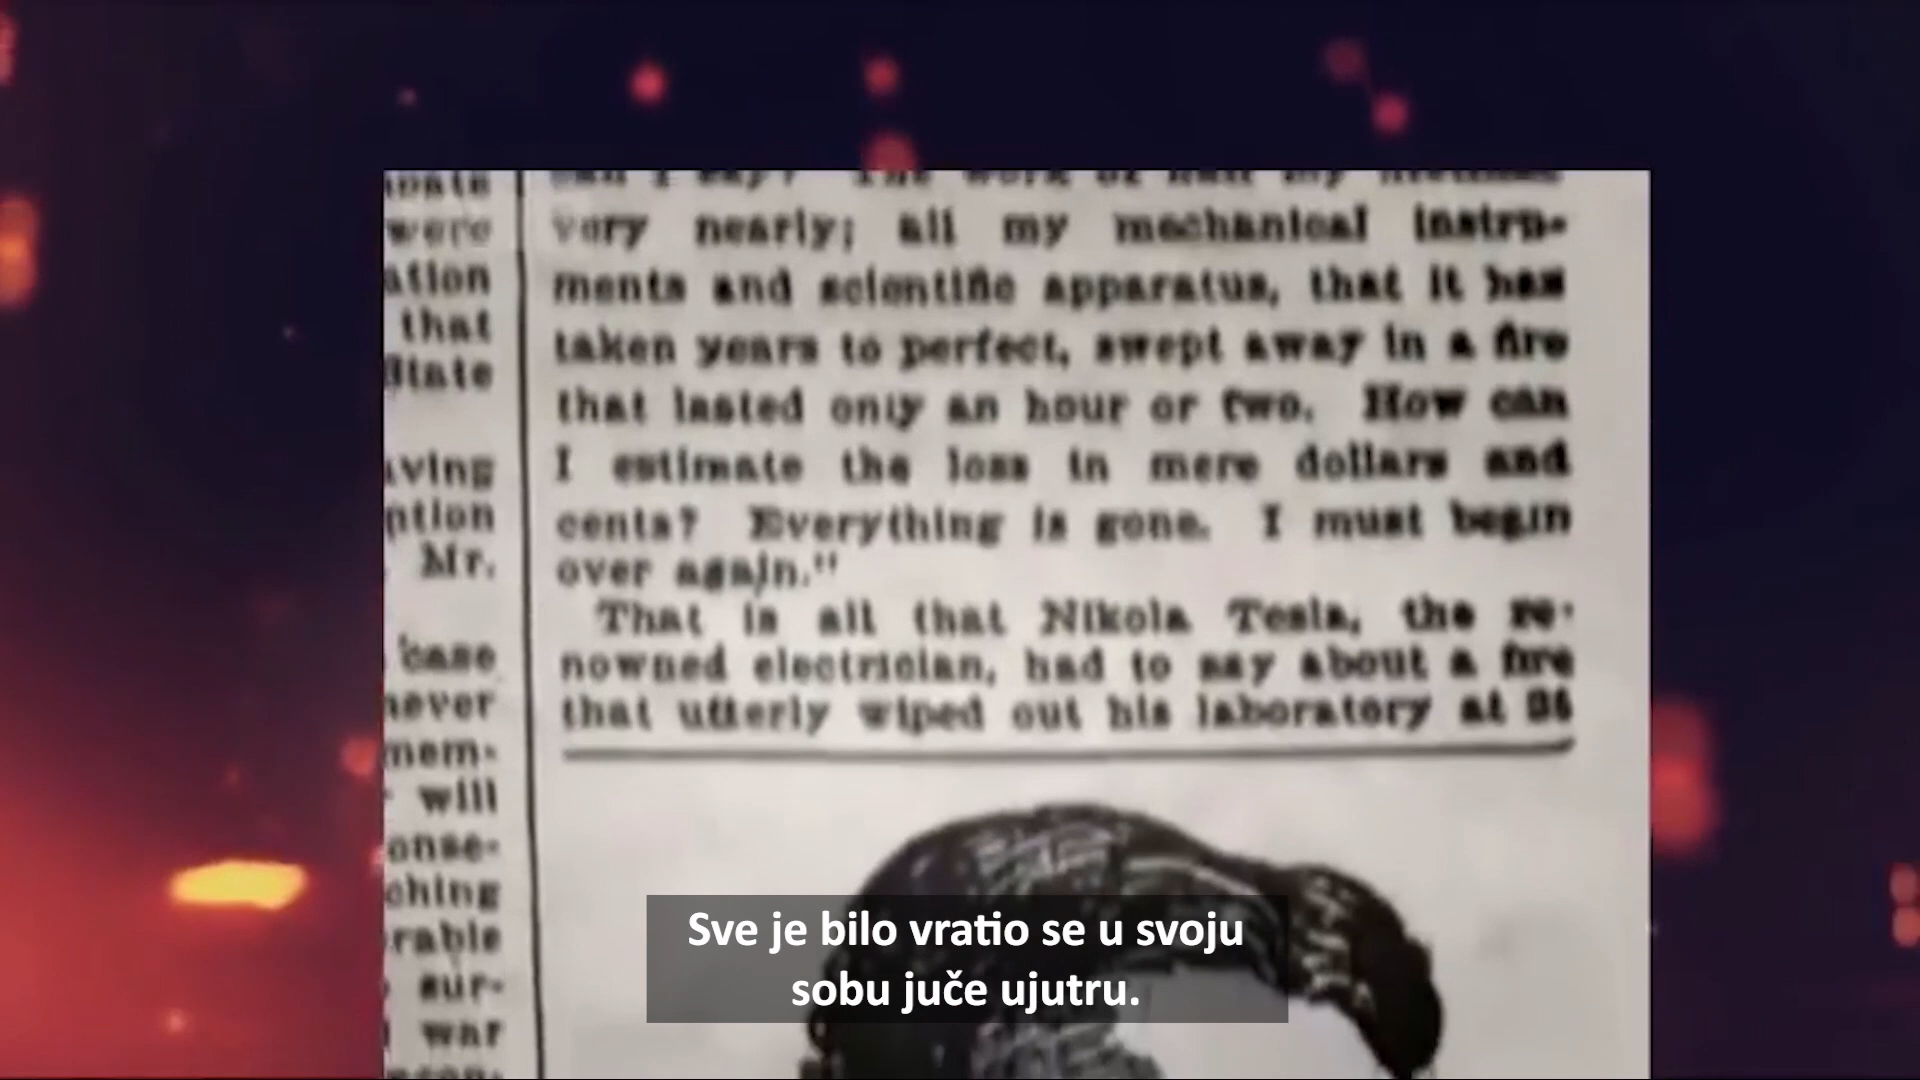 were
ation
that
State
Mr.
case
never
mem-
will
onse-
ching
rable
sur-
war
very nearly; all my mechanical instru-
ments and scientific apparatus, that it has
taken years to perfect, swept away in a fire
that lasted only an hour or two. How can
I estimate the loss in mere dollars and
cents? Everything is gone. I must begin
over again."
That is all that Nikola Tesla, the re-
nowned electrician, had to say about a fire
that utterly wiped out his laboratory at
Sve je bilo vratio se u svoju
sobu juče ujutru.